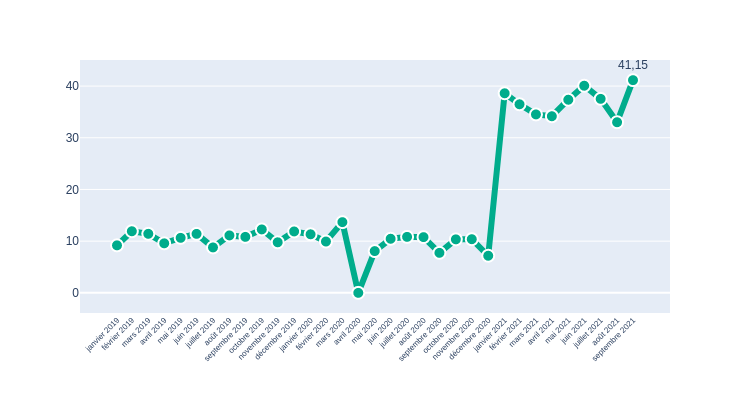 41,15
40
30
20
10
0
janvier 2019
février 2019
mars 2019
avril 2019
mai 2019
juin 2019
juillet 2019
août 2019
septembre 2019
octobre 2019
novembre 2019
décembre 2019
janvier 2020
février 2020
mars 2020
avril 2020
mai 2020
juin 2020
juillet 2020
août 2020
septembre 2020
octobre 2020
novembre 2020
décembre 2020
janvier 2021
février 2021
mars 2021
avril 2021
mai 2021
juin 2021
juillet 2021
août 2021
septembre 2021